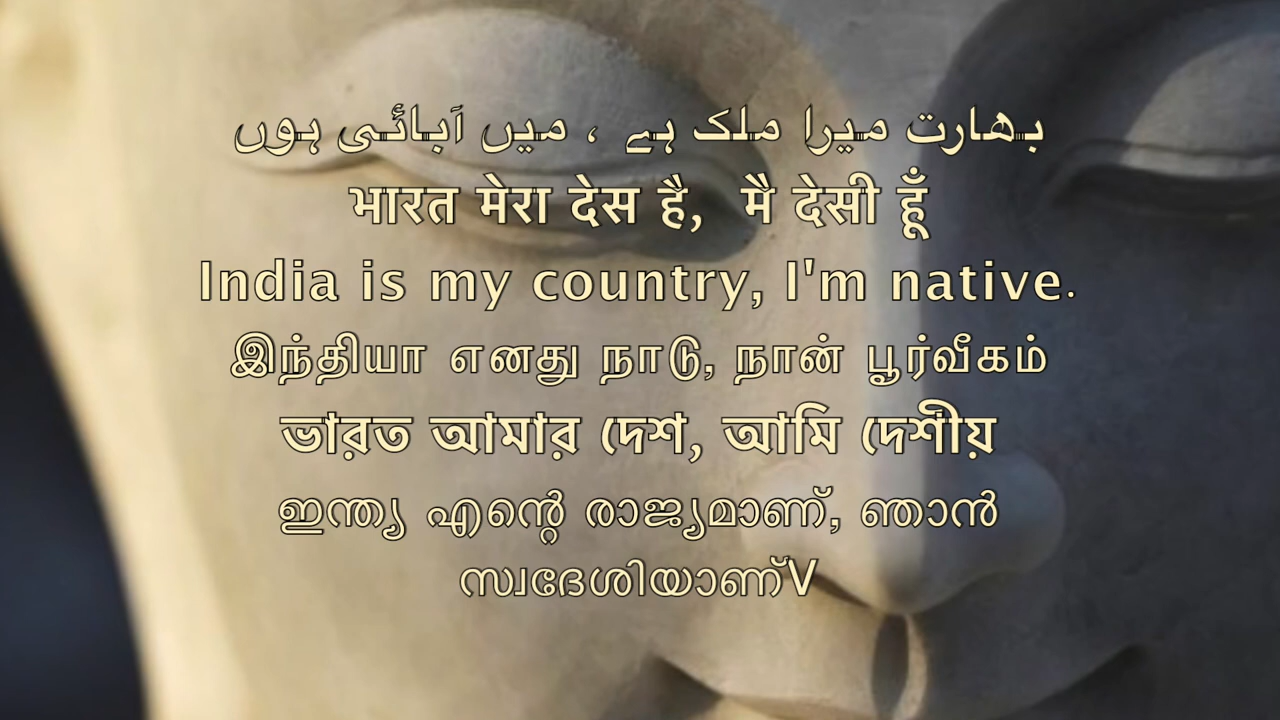 بھارت میرا ملک ہے ، میں آبائی ہوں
भारत मेरा देस है, मै देसी हूँ
India is my country, I'm native.
இந்தியா எனது நாடு, நான் பூர்வீகம்
ভারত আমার দেশ, আমি দেশীয়
ഇന്ത്യ എന്റെ രാജ്യമാണ്, ഞാൻ
സ്വദേശിയാണ്V